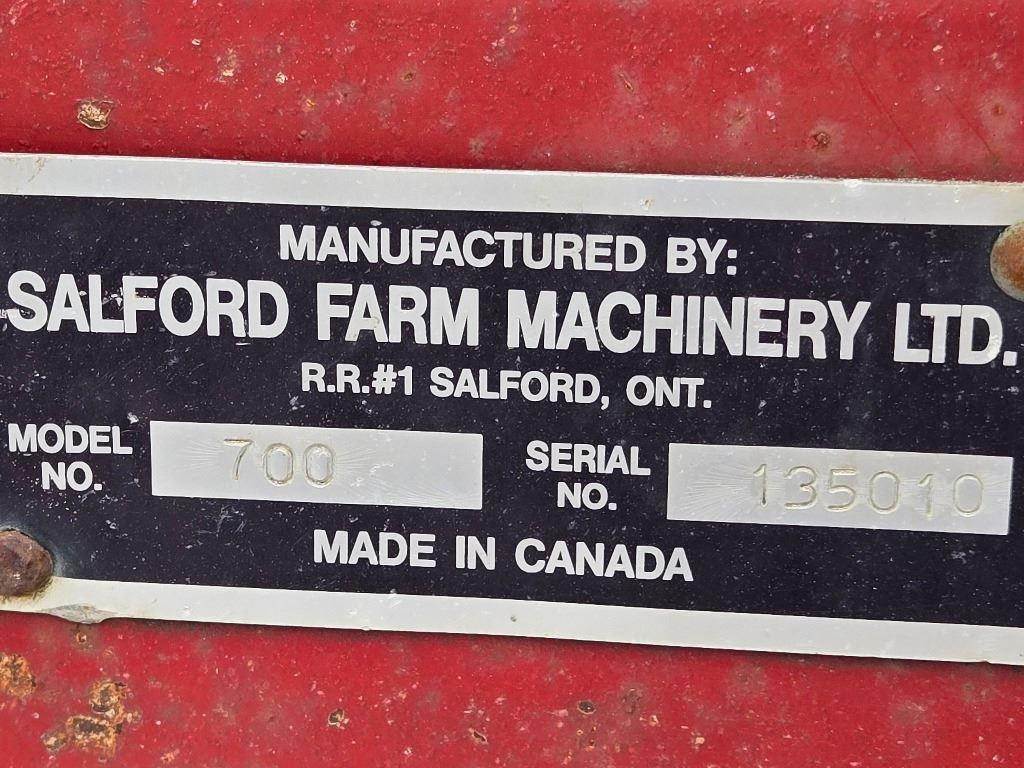 MANUFACTURED BY:
SALFORD FARM MACHINERY LTD.
R.R.#1 SALFORD, ONT.
MODEL NO. 700
SERIAL NO. 135010
MADE IN CANADA